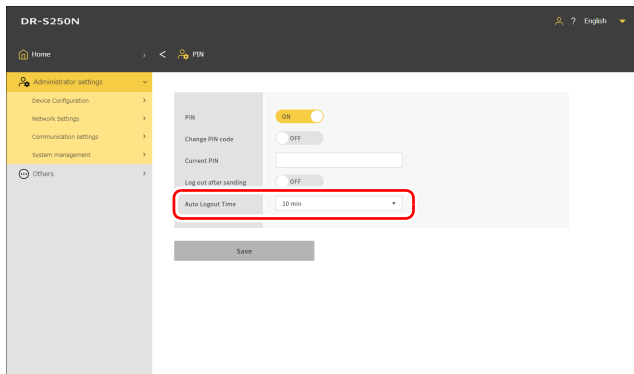 DR-S250N
? English
Home
PIN
Administrator settings
Device Configuration
Network Settings
Communication settings
System management
Others
PIN ON
Change PIN code OFF
Current PIN
Log out after sending OFF
Auto Logout Time 10 min
Save